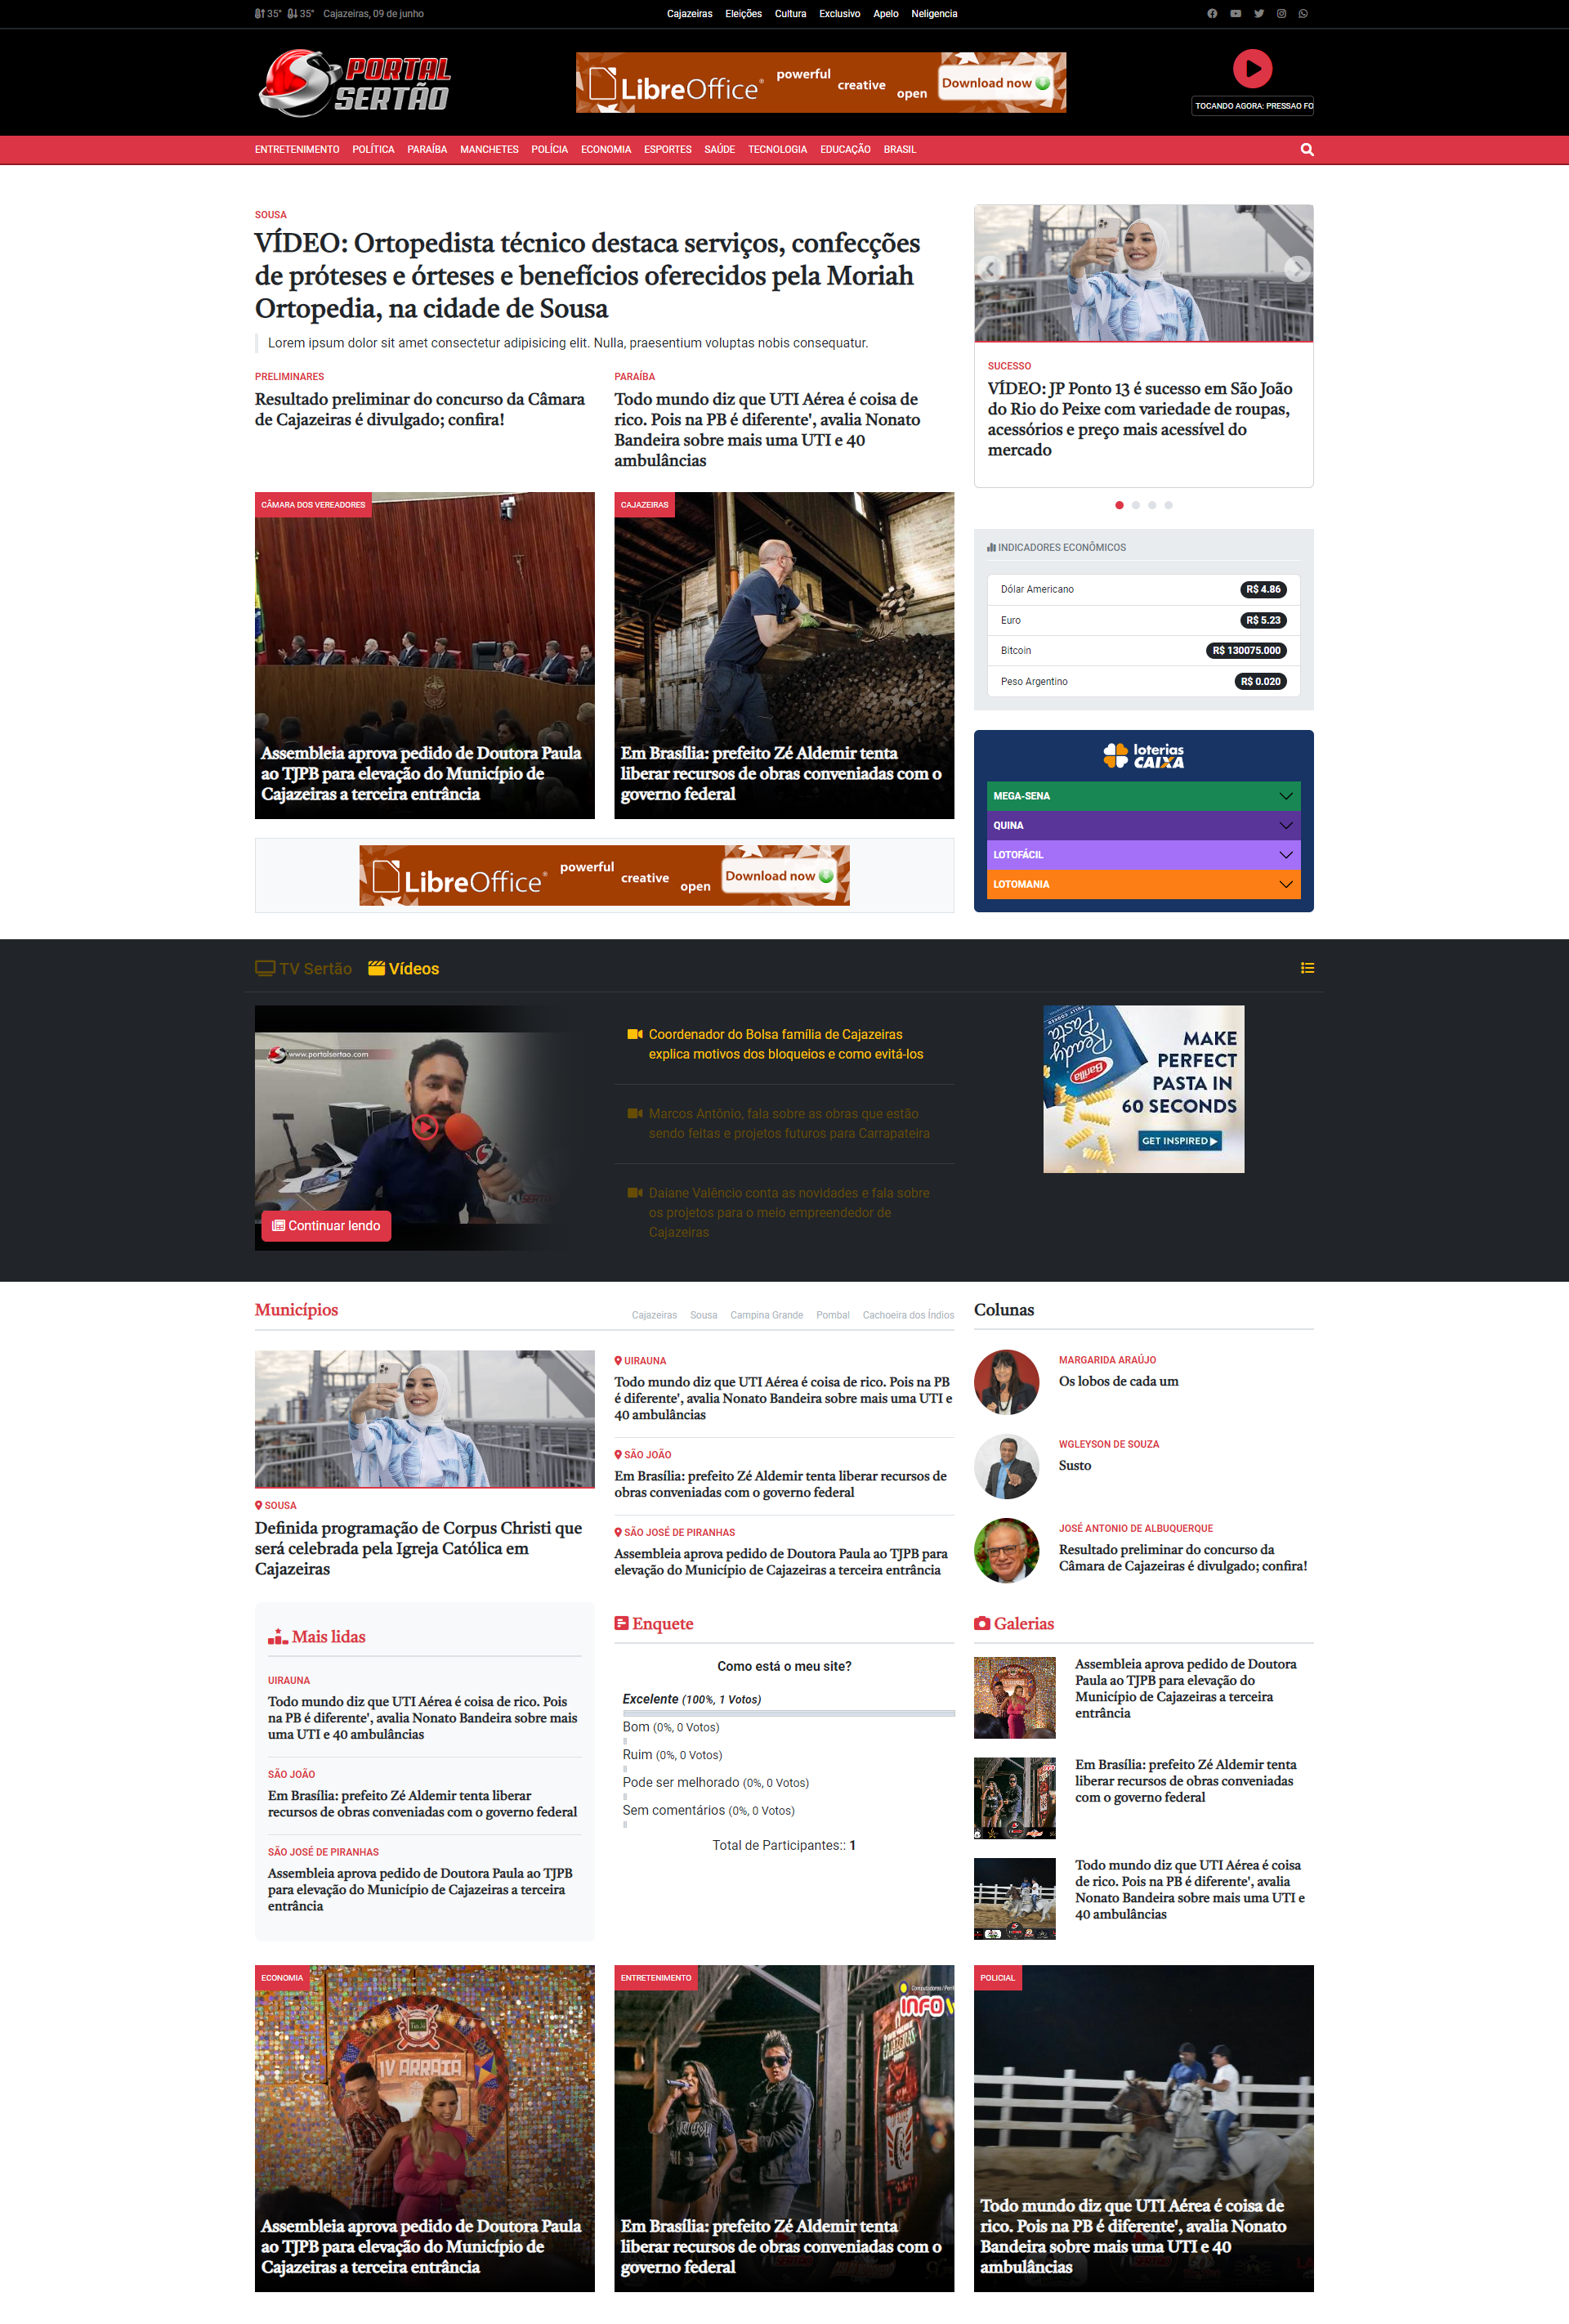 35° 35° Cajazeiras, 09 de junho
Cajazeiras Eleições Cultura Exclusivo Apelo Neligencia
PORTAL
SERTÃO
LibreOffice® powerful creative open Download now
TOCANDO AGORA: PRESSAO FO
ENTRETENIMENTO POLÍTICA PARAÍBA MANCHETES POLÍCIA ECONOMIA ESPORTES SAÚDE TECNOLOGIA EDUCAÇÃO BRASIL
SOUSA
VÍDEO: Ortopedista técnico destaca serviços, confecções
de próteses e órteses e benefícios oferecidos pela Moriah
Ortopedia, na cidade de Sousa
Lorem ipsum dolor sit amet consectetur adipisicing elit. Nulla, praesentium voluptas nobis consequatur.
PRELIMINARES
Resultado preliminar do concurso da Câmara
de Cajazeiras é divulgado; confira!
PARAÍBA
Todo mundo diz que UTI Aérea é coisa de
rico. Pois na PB é diferente', avalia Nonato
Bandeira sobre mais uma UTI e 40
ambulâncias
SUCESSO
VÍDEO: JP Ponto 13 é sucesso em São João
do Rio do Peixe com variedade de roupas,
acessórios e preço mais acessível do
mercado
CÂMARA DOS VEREADORES
Assembleia aprova pedido de Doutora Paula
ao TJPB para elevação do Município de
Cajazeiras a terceira entrância
CAJAZEIRAS
Em Brasília: prefeito Zé Aldemir tenta
liberar recursos de obras conveniadas com o
governo federal
INDICADORES ECONÔMICOS
Dólar Americano R$ 4.86
Euro R$ 5.23
Bitcoin R$ 130075.000
Peso Argentino R$ 0.020
loterias
CAIXA
MEGA-SENA
QUINA
LOTOFÁCIL
LOTOMANIA
LibreOffice® powerful creative open Download now
TV Sertão Vídeos
www.portalsertao.com
Continuar lendo
Coordenador do Bolsa família de Cajazeiras
explica motivos dos bloqueios e como evitá-los
Marcos Antônio, fala sobre as obras que estão
sendo feitas e projetos futuros para Carrapateira
Daiane Valêncio conta as novidades e fala sobre
os projetos para o meio empreendedor de
Cajazeiras
Ready
Pasta
Barilla
MAKE
PERFECT
PASTA IN
60 SECONDS
GET INSPIRED
Municípios
Cajazeiras Sousa Campina Grande Pombal Cachoeira dos Índios
SOUSA
Definida programação de Corpus Christi que
será celebrada pela Igreja Católica em
Cajazeiras
UIRAUNA
Todo mundo diz que UTI Aérea é coisa de rico. Pois na PB
é diferente', avalia Nonato Bandeira sobre mais uma UTI e
40 ambulâncias
SÃO JOÃO
Em Brasília: prefeito Zé Aldemir tenta liberar recursos de
obras conveniadas com o governo federal
SÃO JOSÉ DE PIRANHAS
Assembleia aprova pedido de Doutora Paula ao TJPB para
elevação do Município de Cajazeiras a terceira entrância
Colunas
MARGARIDA ARAÚJO
Os lobos de cada um
WGLEYSON DE SOUZA
Susto
JOSÉ ANTONIO DE ALBUQUERQUE
Resultado preliminar do concurso da
Câmara de Cajazeiras é divulgado; confira!
Mais lidas
UIRAUNA
Todo mundo diz que UTI Aérea é coisa de rico. Pois
na PB é diferente', avalia Nonato Bandeira sobre mais
uma UTI e 40 ambulâncias
SÃO JOÃO
Em Brasília: prefeito Zé Aldemir tenta liberar
recursos de obras conveniadas com o governo federal
SÃO JOSÉ DE PIRANHAS
Assembleia aprova pedido de Doutora Paula ao TJPB
para elevação do Município de Cajazeiras a terceira
entrância
Enquete
Como está o meu site?
Excelente (100%, 1 Votos)
Bom (0%, 0 Votos)
Ruim (0%, 0 Votos)
Pode ser melhorado (0%, 0 Votos)
Sem comentários (0%, 0 Votos)
Total de Participantes:: 1
Galerias
Assembleia aprova pedido de Doutora
Paula ao TJPB para elevação do
Município de Cajazeiras a terceira
entrância
Em Brasília: prefeito Zé Aldemir tenta
liberar recursos de obras conveniadas
com o governo federal
Todo mundo diz que UTI Aérea é coisa
de rico. Pois na PB é diferente', avalia
Nonato Bandeira sobre mais uma UTI e
40 ambulâncias
ECONOMIA
IV ARRAIA
Assembleia aprova pedido de Doutora Paula
ao TJPB para elevação do Município de
Cajazeiras a terceira entrância
ENTRETENIMENTO
INFO
CAJAZEIRAS
Em Brasília: prefeito Zé Aldemir tenta
liberar recursos de obras conveniadas com o
governo federal
POLICIAL
Todo mundo diz que UTI Aérea é coisa de
rico. Pois na PB é diferente', avalia Nonato
Bandeira sobre mais uma UTI e 40
ambulâncias